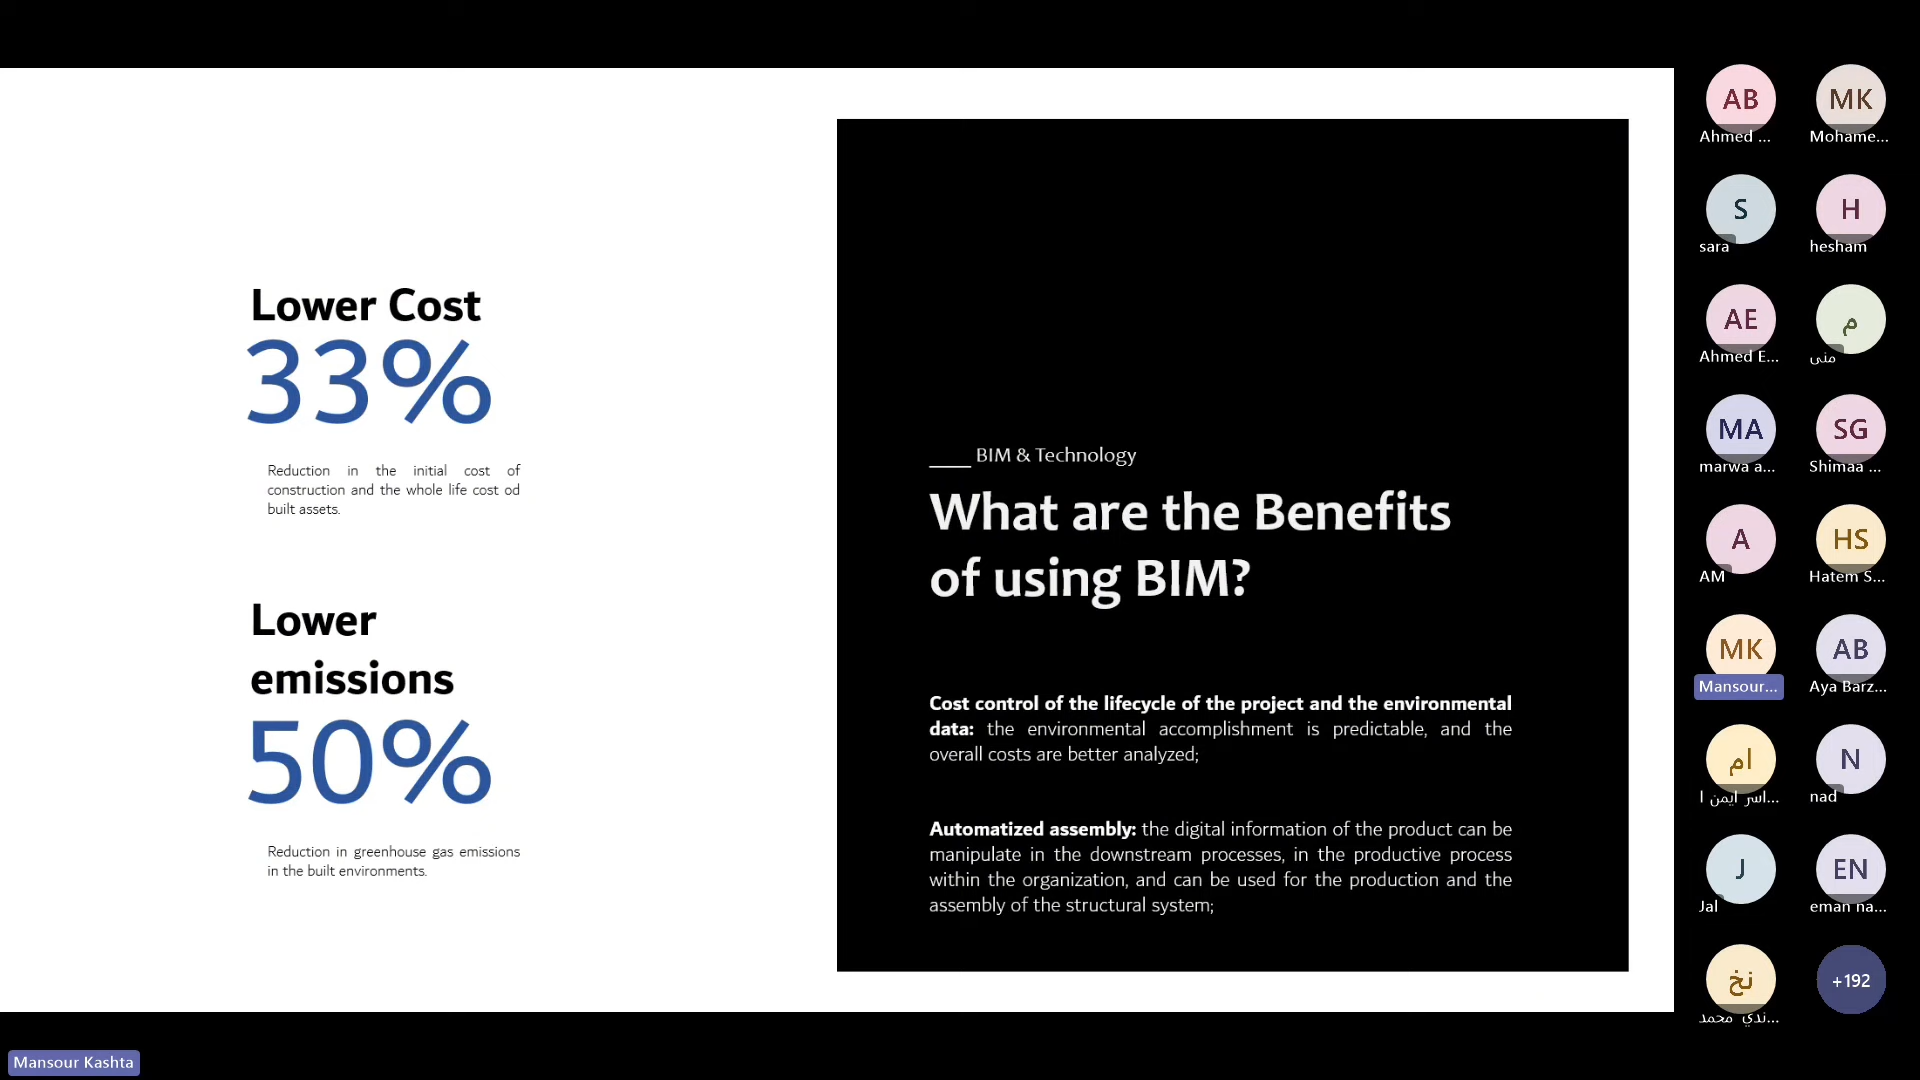 Lower Cost
33%
Reduction in the initial cost of
construction and the whole life cost od
built assets.
Lower
emissions
50%
Reduction in greenhouse gas emissions
in the built environments.
____ BIM & Technology
What are the Benefits
of using BIM?
Cost control of the lifecycle of the project and the environmental
data: the environmental accomplishment is predictable, and the
overall costs are better analyzed;
Automatized assembly: the digital information of the product can be
manipulate in the downstream processes, in the productive process
within the organization, and can be used for the production and the
assembly of the structural system;
AB
Ahmed ...
MK
Mohame...
S
sara
H
hesham
AE
Ahmed E...
م
منى
MA
marwa a...
SG
Shimaa ...
A
AM
HS
Hatem S...
MK
Mansour...
AB
Aya Barz...
ام
ايمن ا
N
nad
J
Jal
EN
eman na...
نخ
محمد
+192
Mansour Kashta